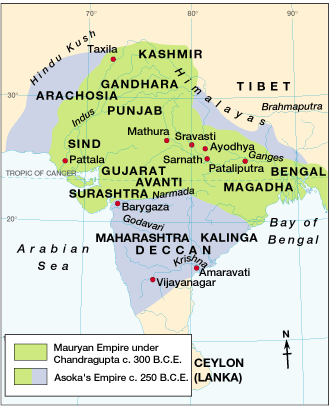 70°
80°
90°
Hindu Kush
Taxila
KASHMIR
GANDHARA
Himalayas
TIBET
ARACHOSIA
30°
PUNJAB
Indus
Brahmaputra
Mathura
Sravasti
Ayodhya
SIND
Pattala
Sarnath
Ganges
Pataliputra
BENGAL
TROPIC OF CANCER
GUJARAT
AVANTI
MAGADHA
SURASHTRA
Narmada
Barygaza
20°
Godavari
Bay of
Bengal
MAHARASHTRA
KALINGA
Arabian
Sea
DECCAN
Krishna
Amaravati
Vijayanagar
N
Mauryan Empire under
Chandragupta c. 300 B.C.E.
Asoka's Empire c. 250 B.C.E.
CEYLON
(LANKA)